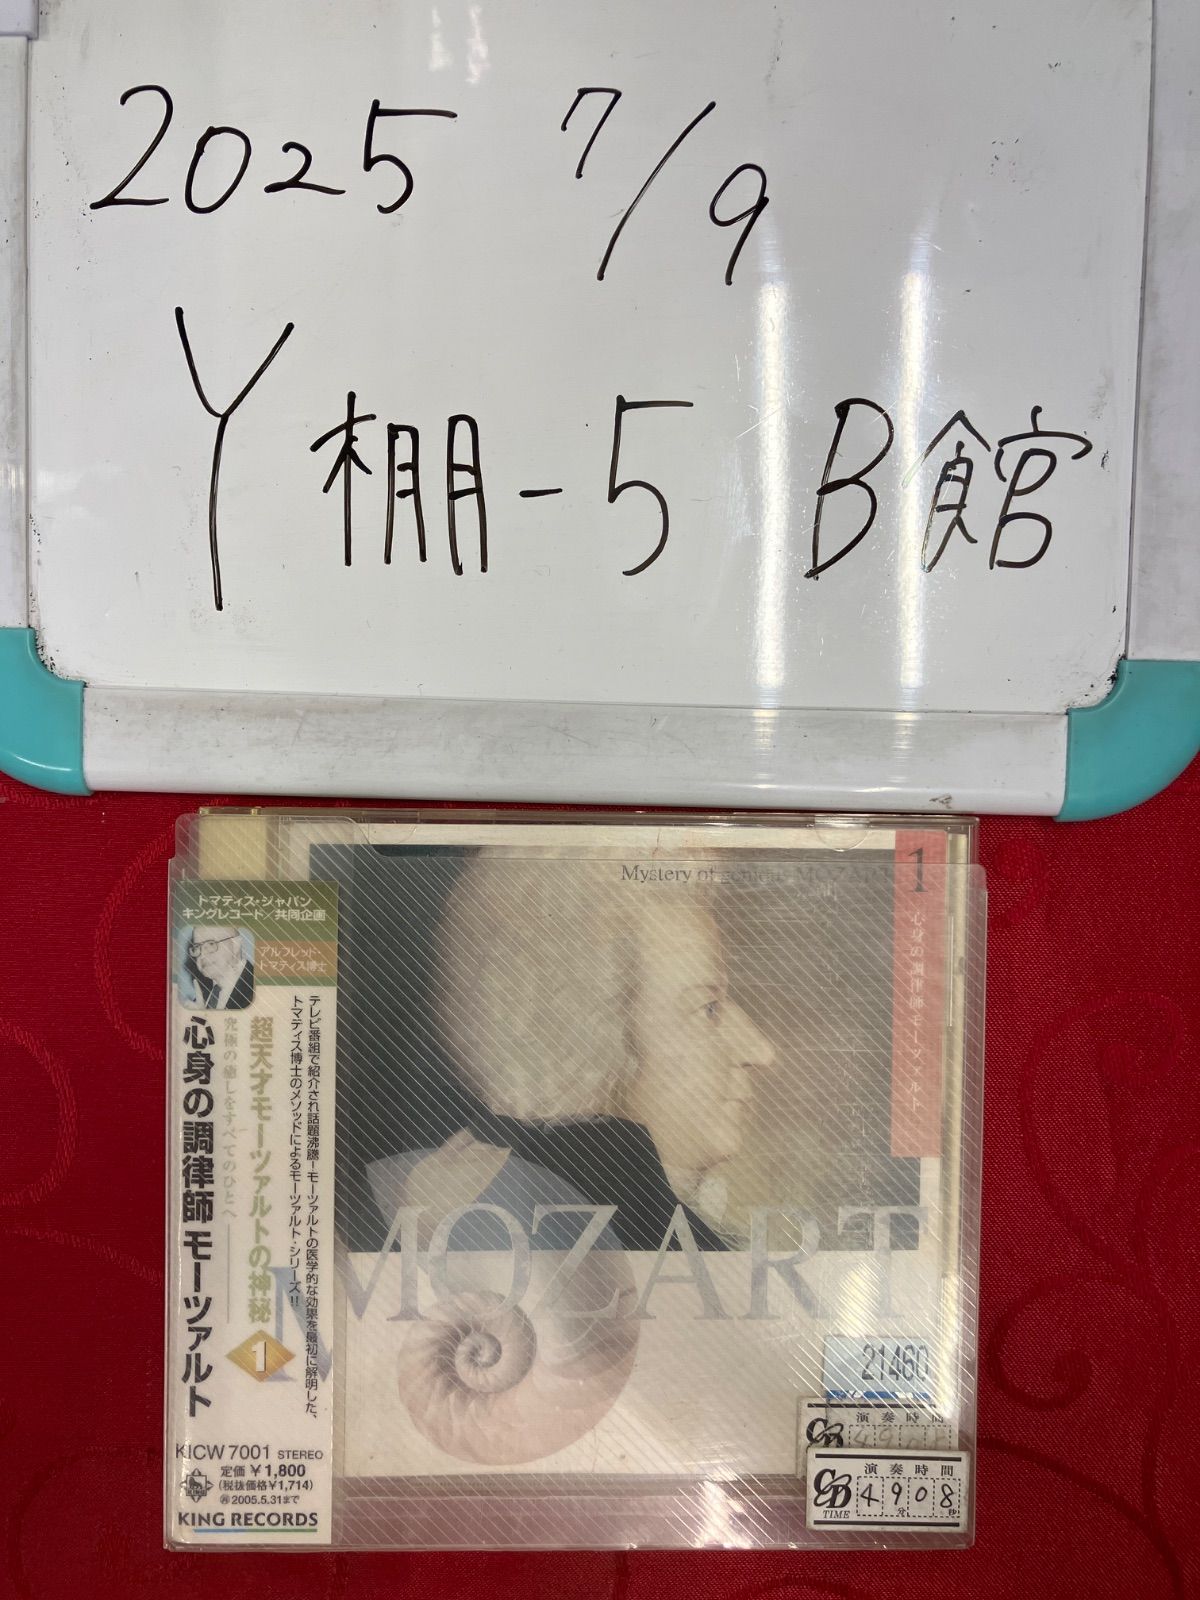 2025 7/9
Y棚-5 B館
Mystery of genious MOZART
1
心身の調律師 モーツァルト
トマティス・ジャパン
キングレコード/共同企画
アルフレッド・
トマティス博士
テレビ番組で紹介され話題沸騰!モーツァルトの医学的な効果を最初に解明した、
トマティス博士のメソッドによるモーツァルト・シリーズ!!
超天才モーツァルトの神秘 1
究極の癒しをすべてのひとへ
心身の調律師 モーツァルト
MOZART
21460
KICW 7001 STEREO
定価 ¥1,800
(税抜価格¥1,714)
2005.5.31まで
KING RECORDS
演奏時間
演奏時間
CD TIME 49分08秒